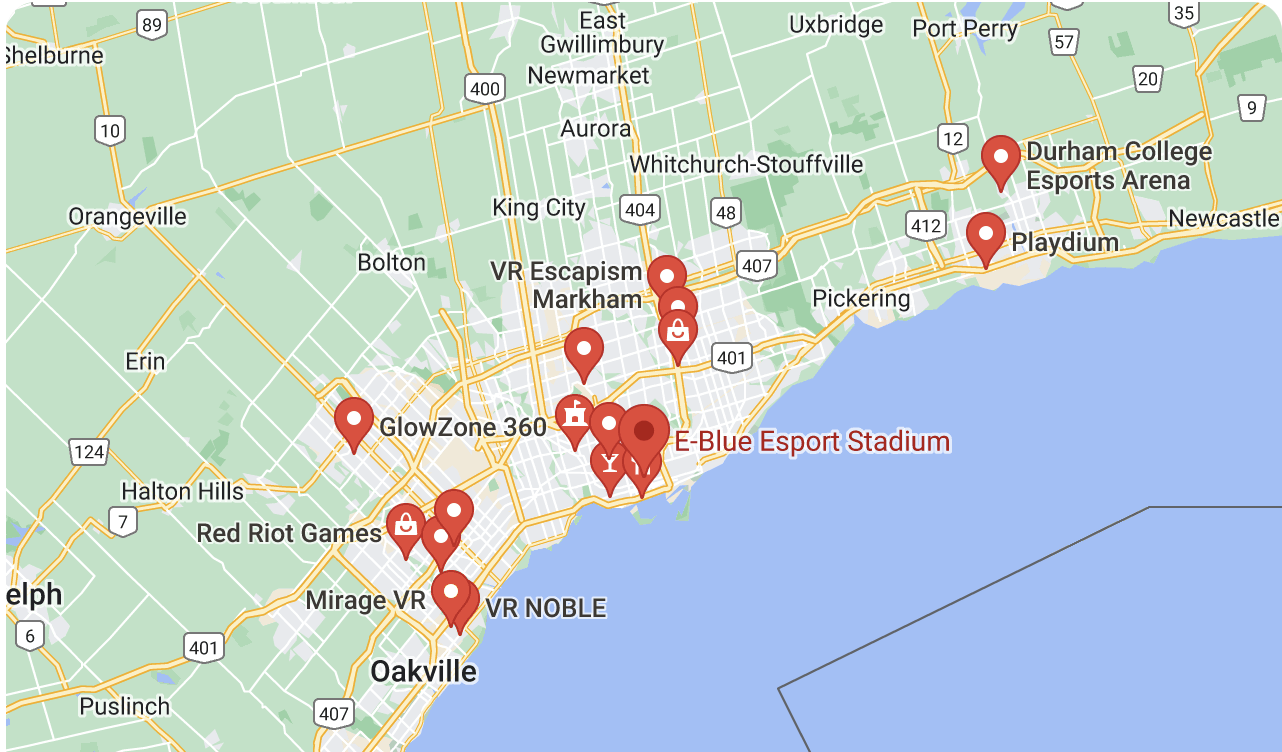 89
35
East
Gwillimbury
Uxbridge
Port Perry
57
Shelburne
Newmarket
20
400
9
10
Aurora
12
Durham College
Esports Arena
Whitchurch-Stouffville
Orangeville
King City
404
48
412
Newcastle
Playdium
Bolton
VR Escapism
Markham
407
Pickering
Erin
401
GlowZone 360
E-Blue Esport Stadium
124
Halton Hills
7
Red Riot Games
elph
Mirage VR
VR NOBLE
6
401
Oakville
Puslinch
407